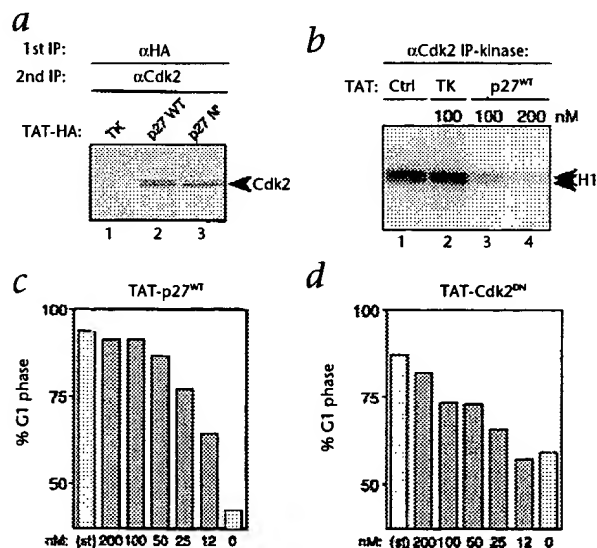 a
1st IP: αHA
2nd IP: αCdk2
TAT-HA: TK p27 WT
Cdk2
1 2 3
b
αCdk2 IP-kinase:
TAT: Ctrl TK p27WT
100 100 200 nM
H1
1 2 3 4
c
TAT-p27WT
% G1 phase
100
75
50
nM: (st) 200 100 50 25 12 0
d
TAT-Cdk2DN
% G1 phase
100
75
50
nM: (st) 200 100 50 25 12 0